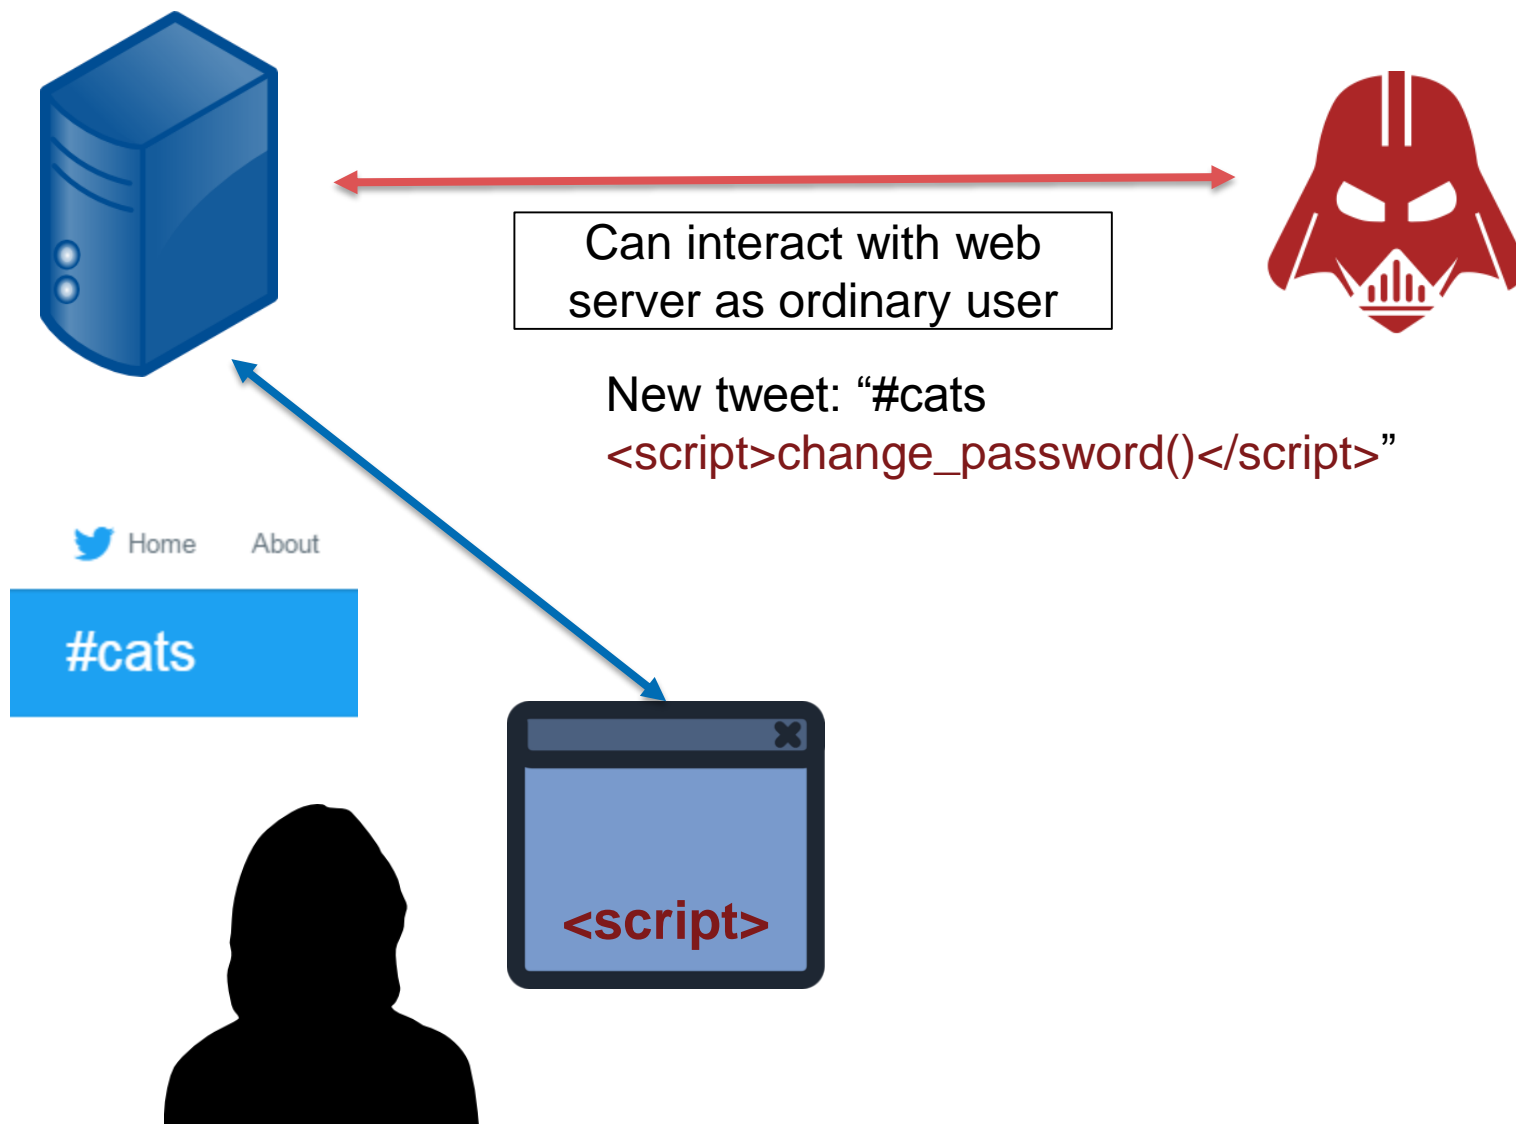 Can interact with web
server as ordinary user
New tweet: “#cats
<script>change_password()</script>”
Home About
#cats
<script>